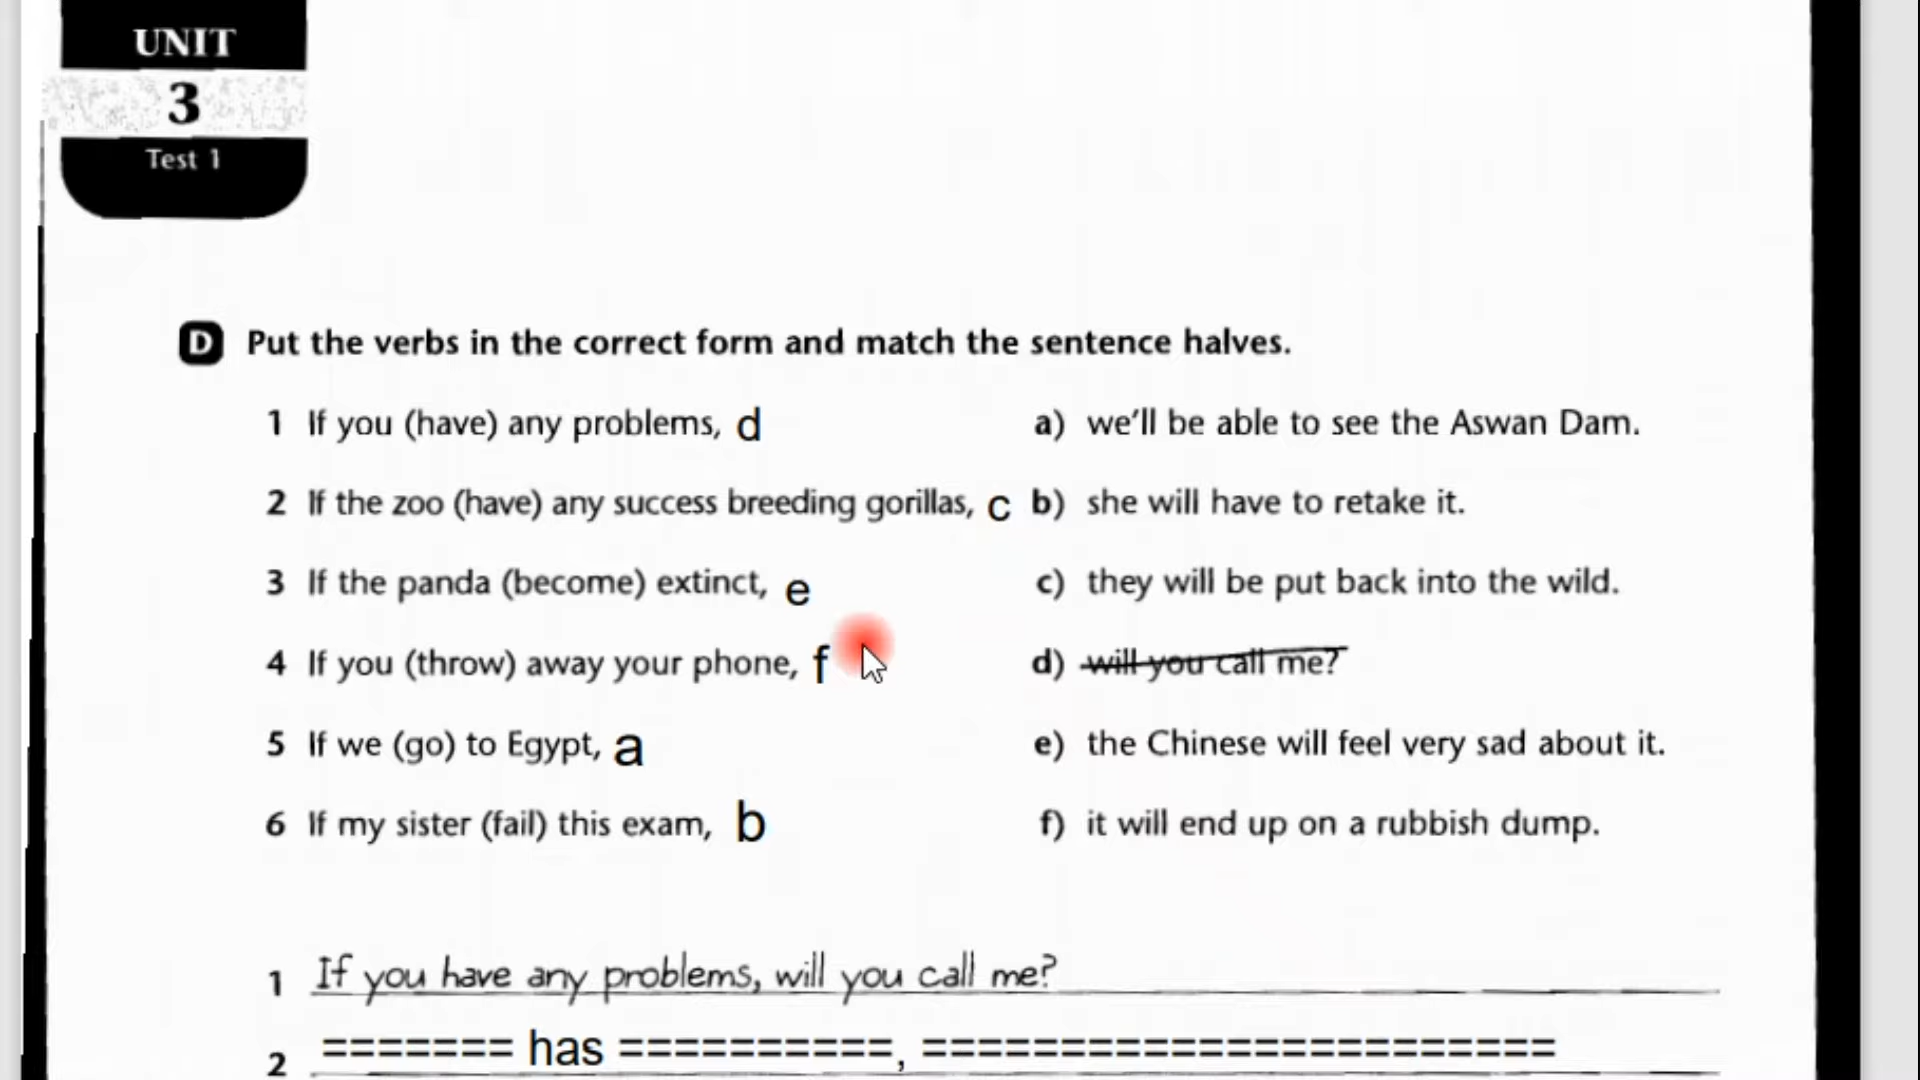 UNIT
3
Test 1
D Put the verbs in the correct form and match the sentence halves.
1 If you (have) any problems, d a) we'll be able to see the Aswan Dam.
2 If the zoo (have) any success breeding gorillas, c b) she will have to retake it.
3 If the panda (become) extinct, e c) they will be put back into the wild.
4 If you (throw) away your phone, f d) will you call me?
5 If we (go) to Egypt, a e) the Chinese will feel very sad about it.
6 If my sister (fail) this exam, b f) it will end up on a rubbish dump.
1 If you have any problems, will you call me?
2 ======= has ==========, =======================